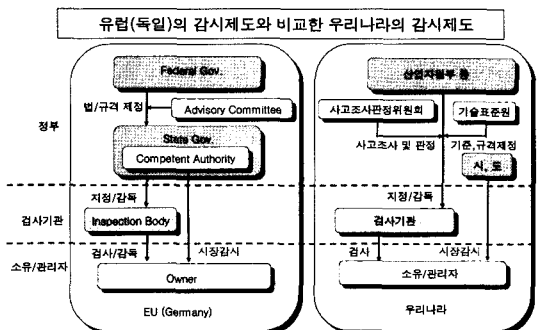 유럽(독일)의 감시제도와 비교한 우리나라의 감시제도
정부
검사기관
소유/관리자
Federal Gov.
법/규격 제정
Advisory Committee
State Gov.
Competent Authority
지정/감독
Inspection Body
검사/감독
시장감시
Owner
EU (Germany)
산업자원부 등
사고조사판정위원회
기술표준원
사고조사 및 판정
기준,규격제정
시, 도
지정/감독
검사기관
검사
시장감시
소유/관리자
우리나라